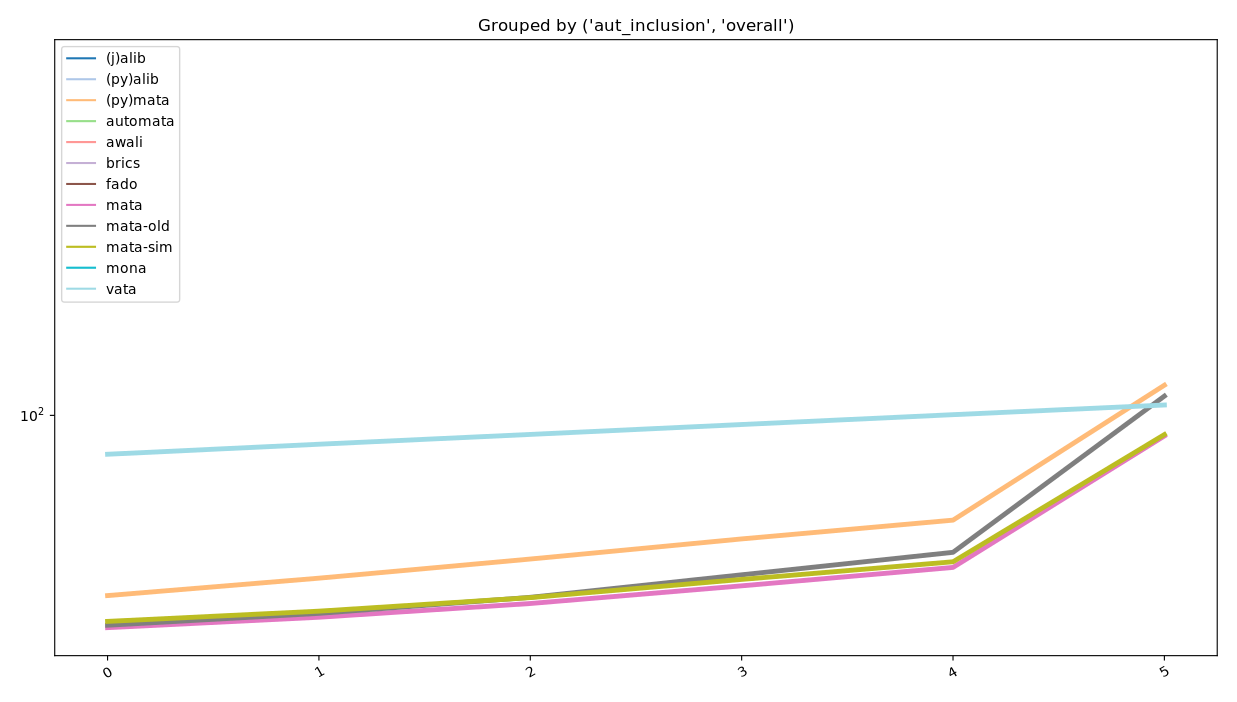 Grouped by ('aut_inclusion', 'overall')
(j)alib
(py)alib
(py)mata
automata
awali
brics
fado
mata
mata-old
mata-sim
mona
vata
10²
0
1
2
3
4
5